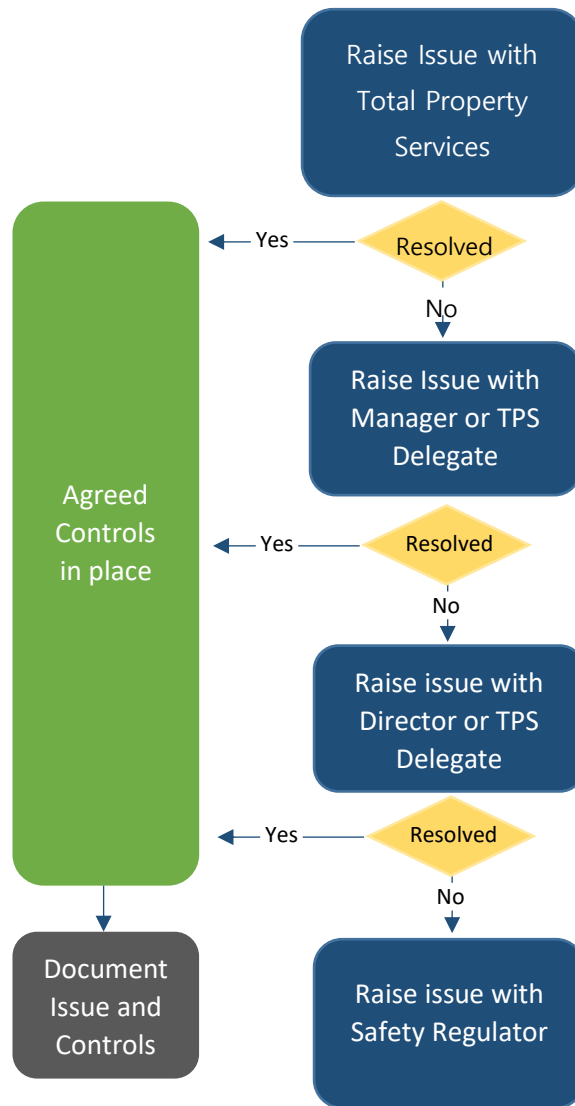 Raise Issue with
Total Property
Services
Yes
Resolved
No
Raise Issue with
Manager or TPS
Delegate
Agreed
Controls
in place
Yes
Resolved
No
Raise issue with
Director or TPS
Delegate
Yes
Resolved
No
Document
Issue and
Controls
Raise issue with
Safety Regulator